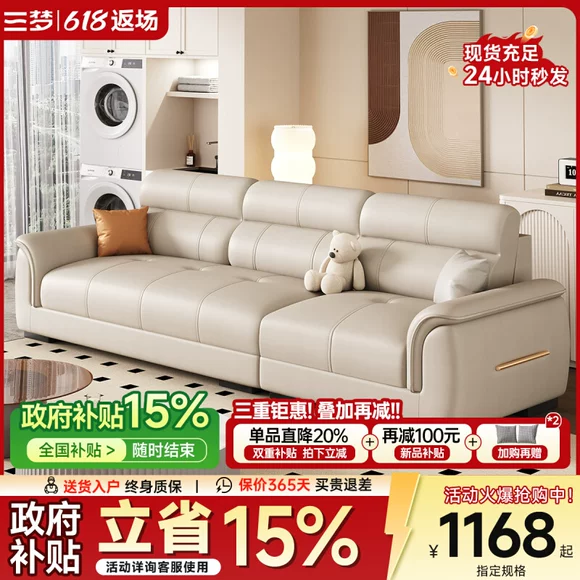 三梦 618返场
现货充足
24小时秒发
政府补贴15%
全国补贴 > 随时结束
三重钜惠! 叠加再减!!
单品直降20%
双重补贴 拍下立减
+
再减100元
新品补贴
+
*2
加购再赠
送货入户 终身质保 保价365天 买贵退差
政府补贴
立省15%
活动详询客服使用
活动火爆抢购中!
¥1168起
指定规格